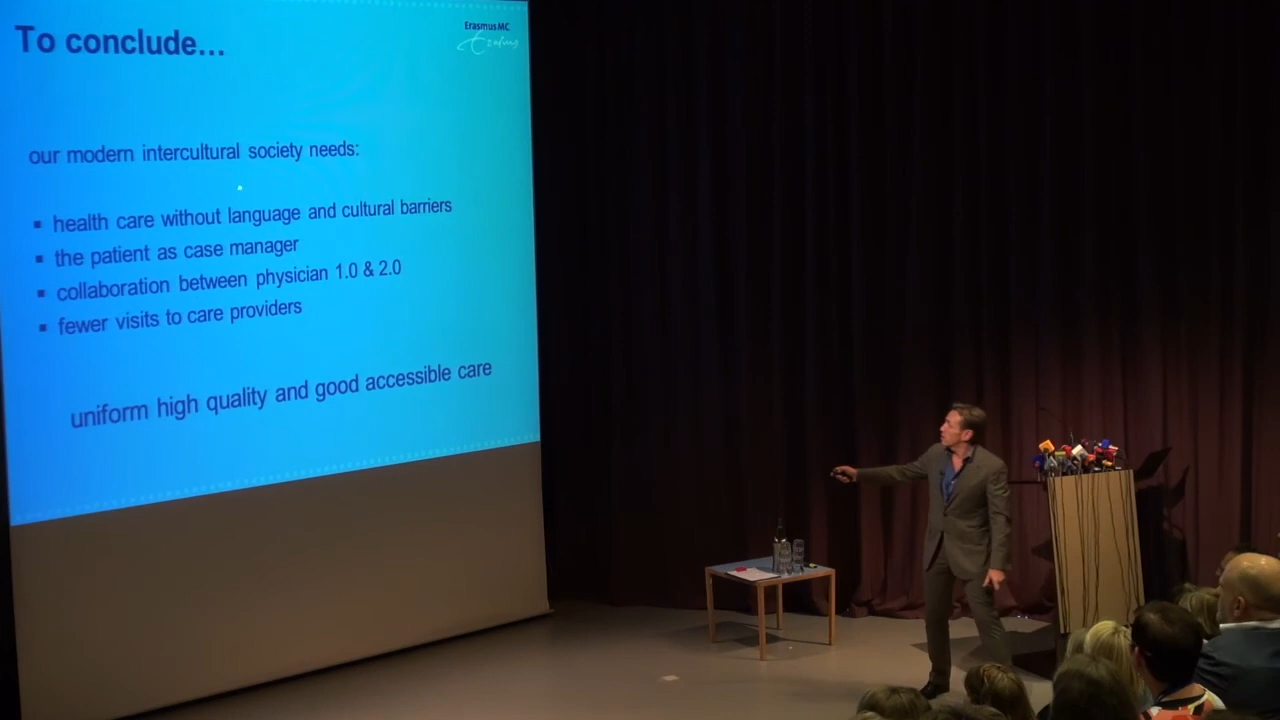 To conclude...
Erasmus MC
Erasmus
our modern intercultural society needs:
▪ health care without language and cultural barriers
▪ the patient as case manager
▪ collaboration between physician 1.0 & 2.0
▪ fewer visits to care providers
uniform high quality and good accessible care